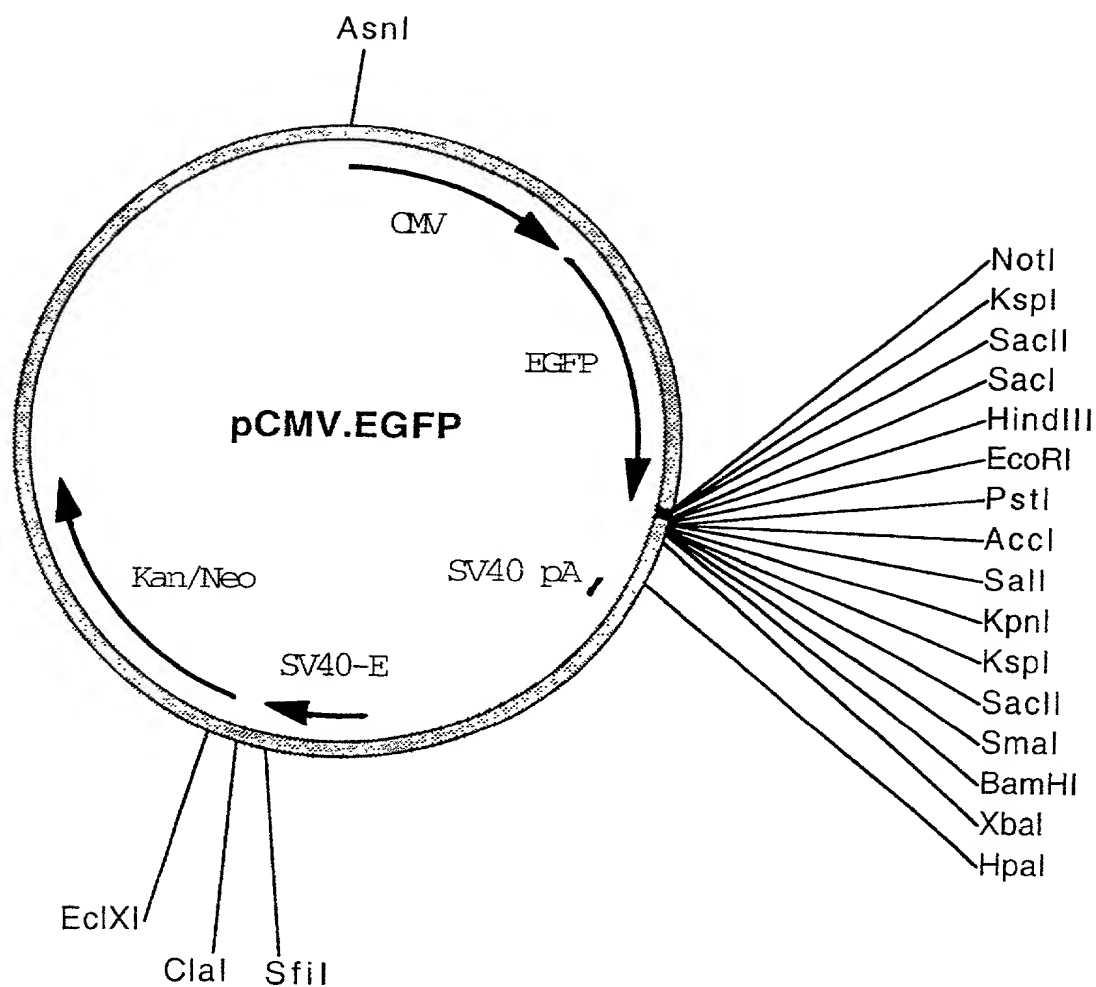 AsnI
CMV
EGFP
pCMV.EGFP
SV40 pA
Kan/Neo
SV40-E
NotI
KspI
SacII
SacI
HindIII
EcoRI
PstI
AccI
SalI
KpnI
KspI
SacII
SmaI
BamHI
XbaI
HpaI
EclXI
ClaI
SfiI